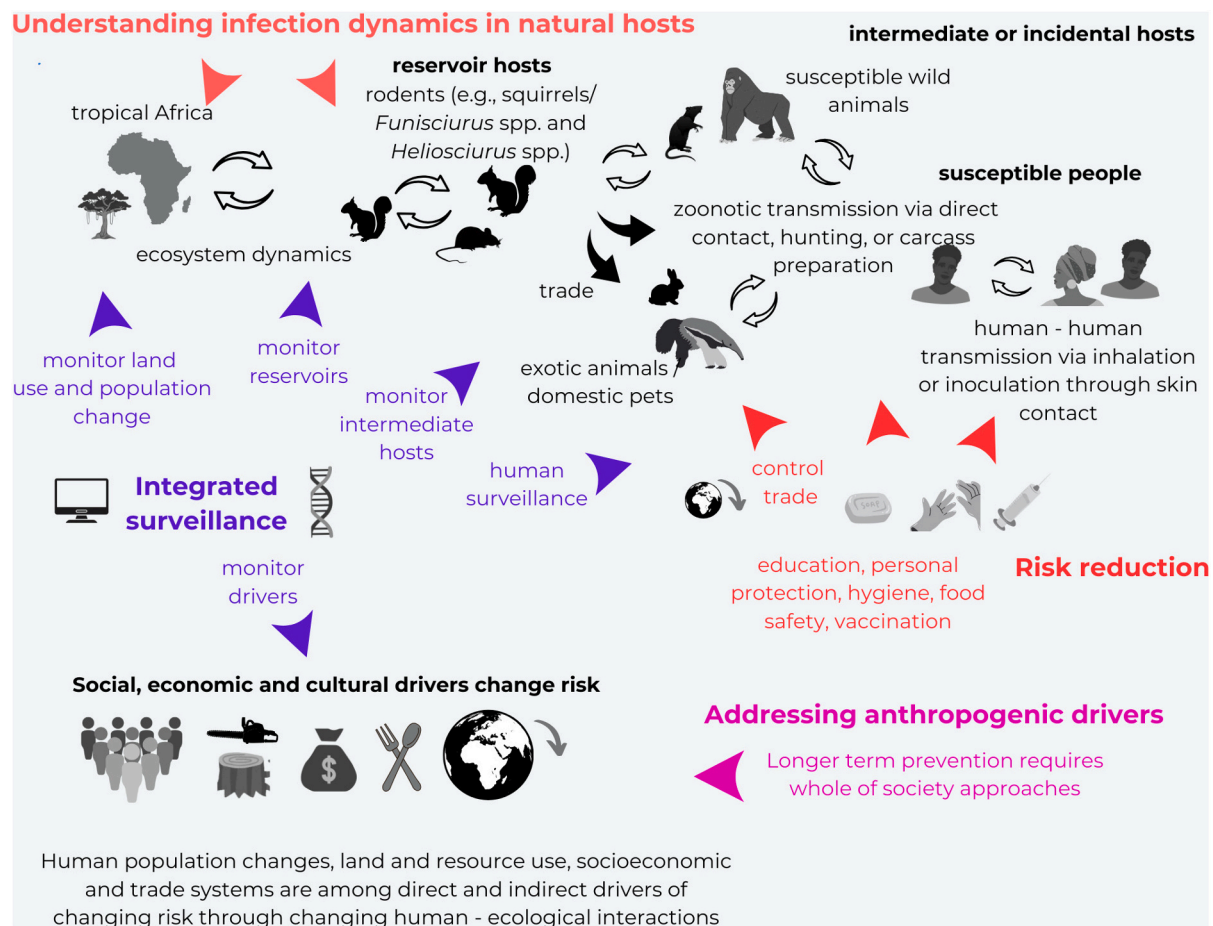 Understanding infection dynamics in natural hosts
intermediate or incidental hosts
reservoir hosts
rodents (e.g., squirrels/
Funisciurus spp. and
Heliosciurus spp.)
susceptible wild
animals
tropical Africa
ecosystem dynamics
susceptible people
zoonotic transmission via direct
contact, hunting, or carcass
preparation
trade
exotic animals /
domestic pets
human - human
transmission via inhalation
or inoculation through skin
contact
monitor land
use and population
change
monitor
reservoirs
monitor
intermediate
hosts
human
surveillance
Integrated
surveillance
monitor
drivers
control
trade
SOAP
education, personal
protection, hygiene, food
safety, vaccination
Risk reduction
Social, economic and cultural drivers change risk
$
Addressing anthropogenic drivers
Longer term prevention requires
whole of society approaches
Human population changes, land and resource use, socioeconomic
and trade systems are among direct and indirect drivers of
changing risk through changing human - ecological interactions